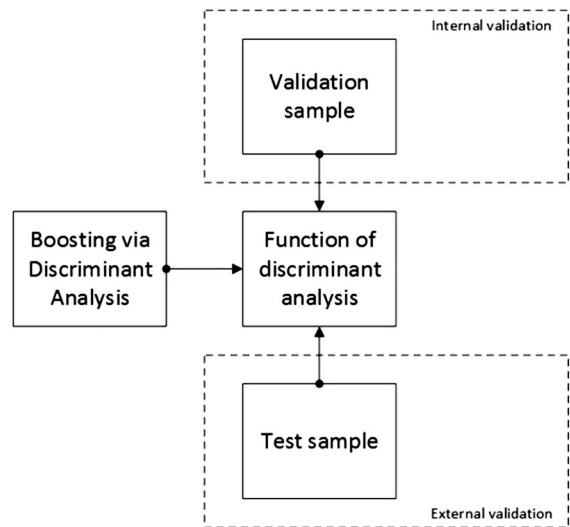 Internal validation
Validation
sample
Boosting via
Discriminant
Analysis
Function of
discriminant
analysis
Test sample
External validation